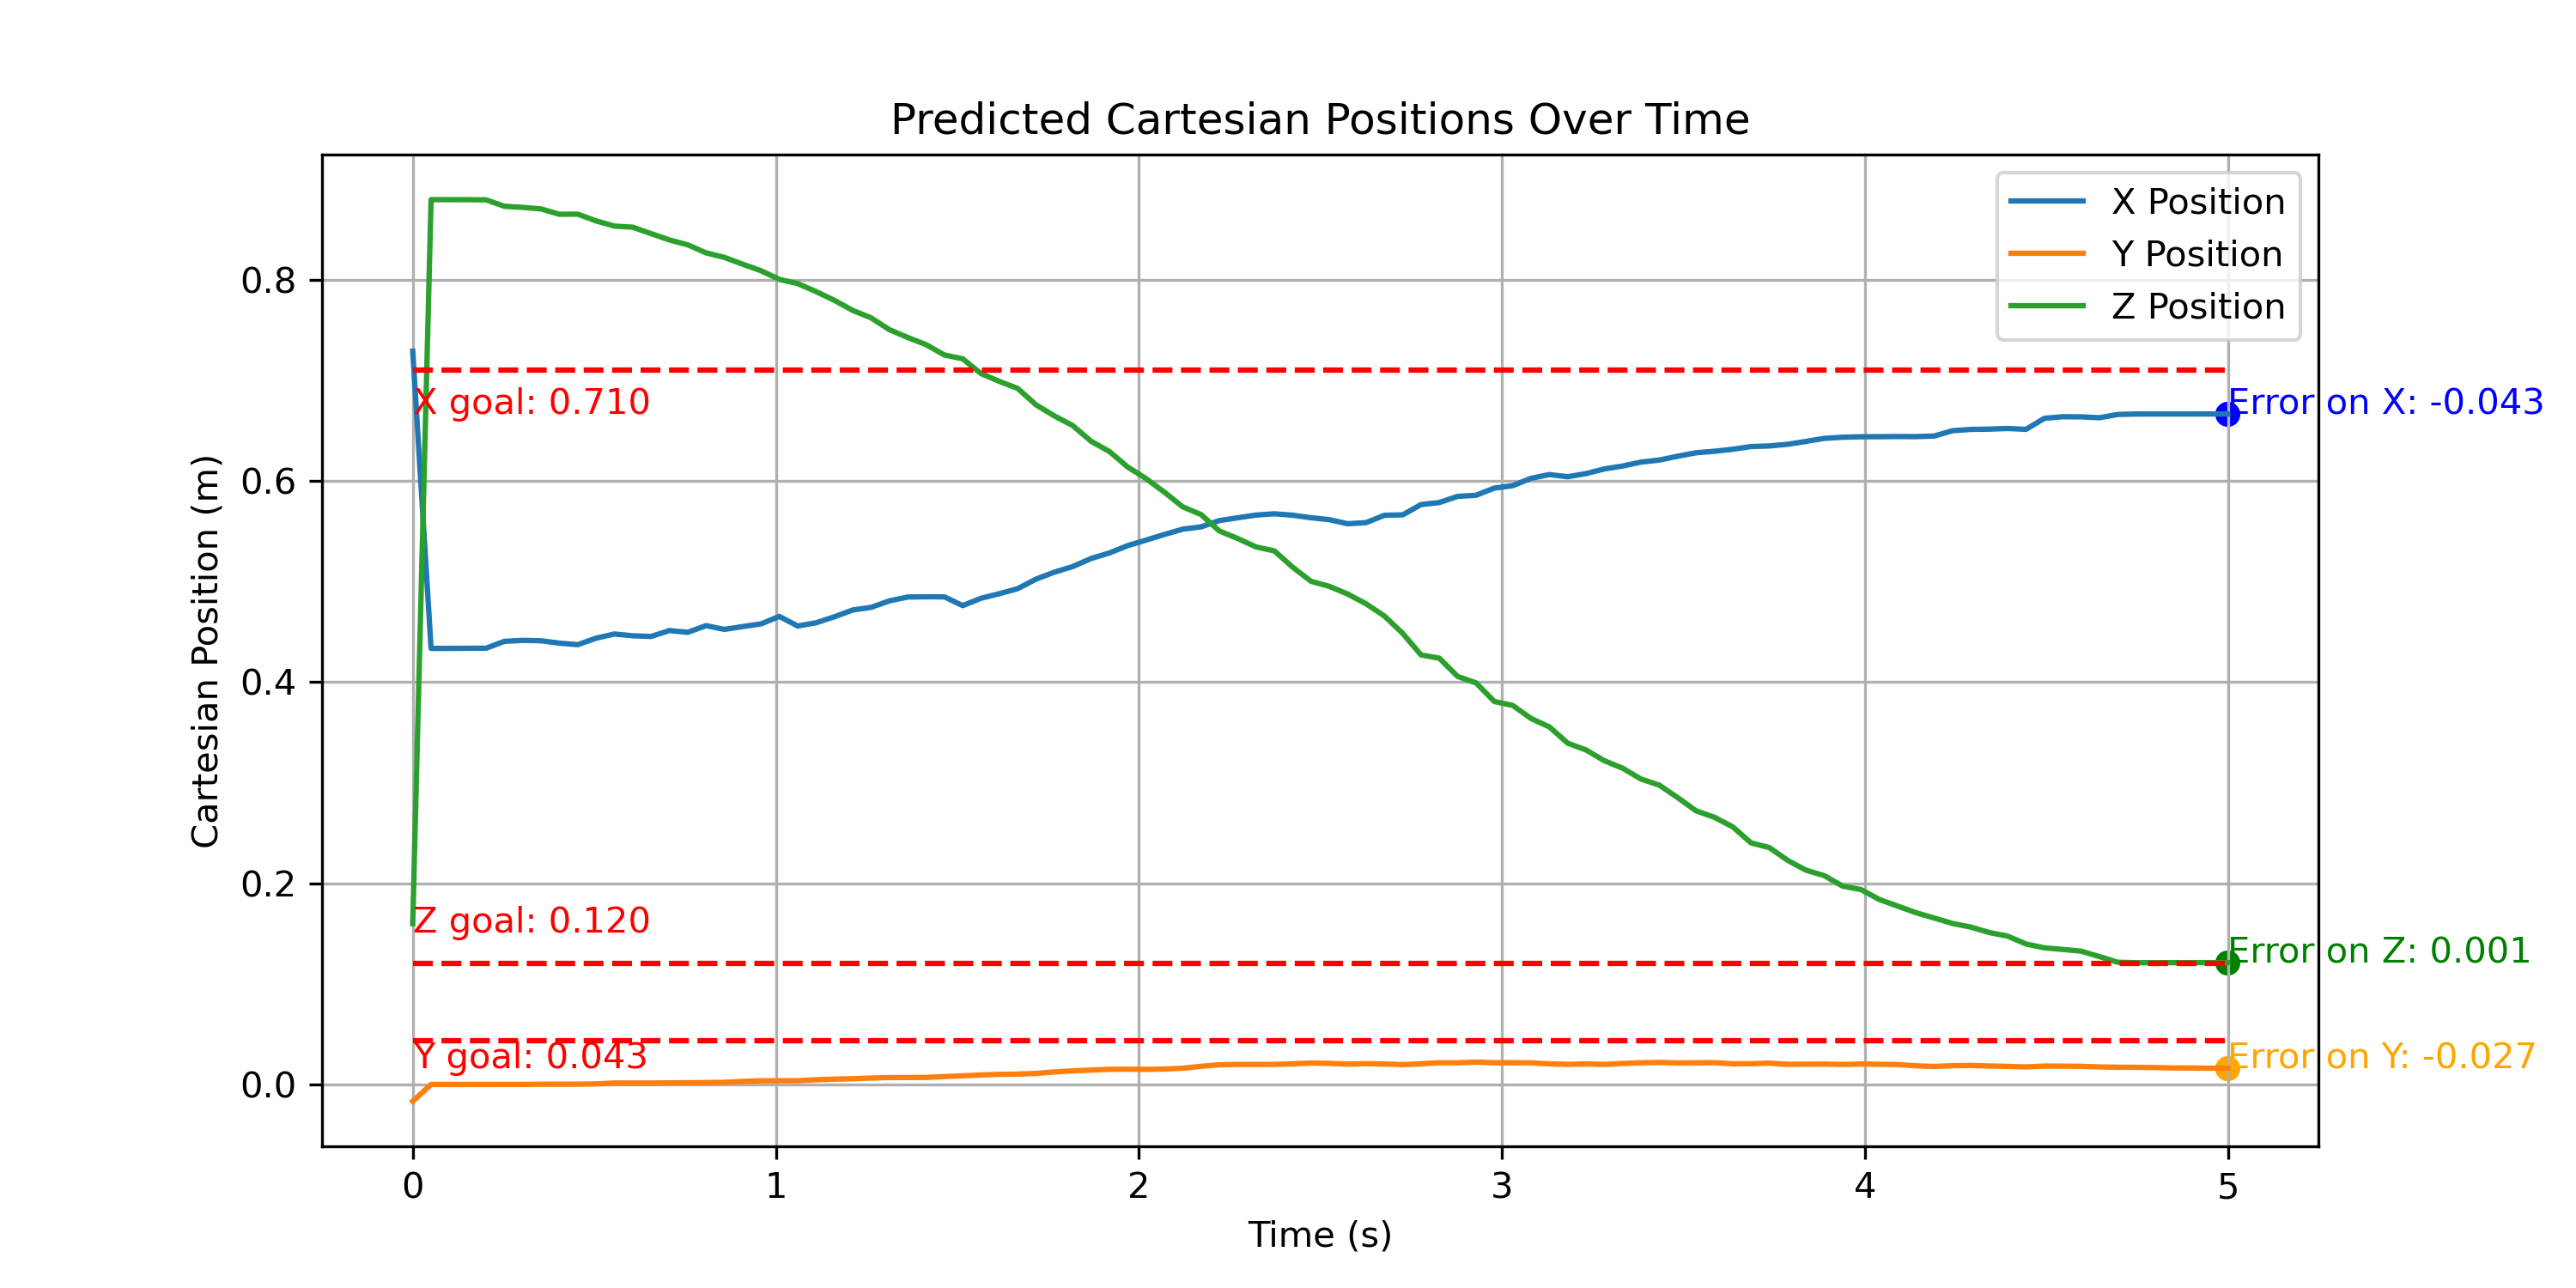 Predicted Cartesian Positions Over Time
X Position
Y Position
Z Position
Cartesian Position (m)
0.8
0.6
0.4
0.2
0.0
X goal: 0.710
Error on X: -0.043
Z goal: 0.120
Error on Z: 0.001
Y goal: 0.043
Error on Y: -0.027
0
1
2
3
4
5
Time (s)